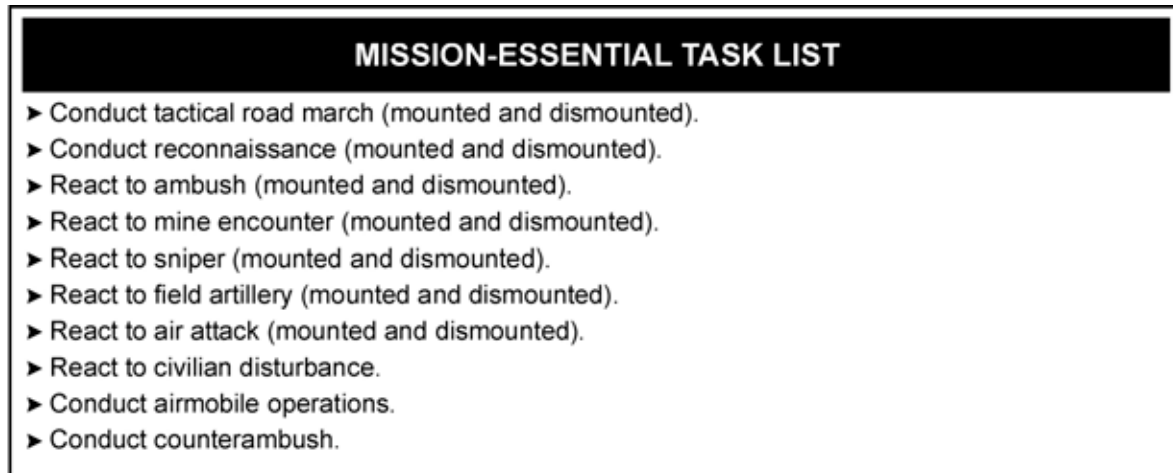 MISSION-ESSENTIAL TASK LIST
➤ Conduct tactical road march (mounted and dismounted).
➤ Conduct reconnaissance (mounted and dismounted).
➤ React to ambush (mounted and dismounted).
➤ React to mine encounter (mounted and dismounted).
➤ React to sniper (mounted and dismounted).
➤ React to field artillery (mounted and dismounted).
➤ React to air attack (mounted and dismounted).
➤ React to civilian disturbance.
➤ Conduct airmobile operations.
➤ Conduct counterambush.